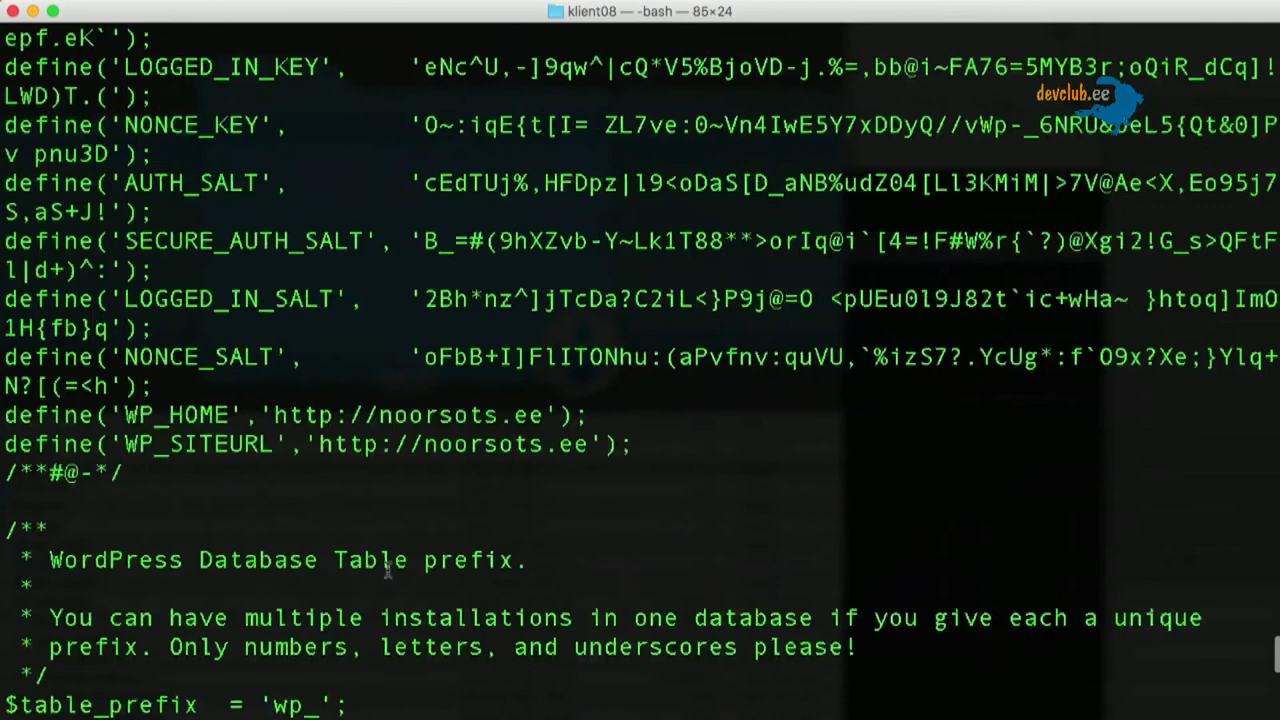 klient08 — -bash — 85×24
epf.eK`');
define('LOGGED_IN_KEY',    'eNc^U,-]9qw^|cQ*V5%BjoVD-j.%=,bb@i~FA76=5MYB3r;oQiR_dCq]!
LWD)T.(');
devclub.ee
define('NONCE_KEY',        'O~:iqE{t[I= ZL7ve:0~Vn4IwE5Y7xDDyQ//vWp-_6NRU& eL5{Qt&0]P
v pnu3D');
define('AUTH_SALT',        'cEdTUj%,HFDpz|l9<oDaS[D_aNB%udZ04[Ll3KMiM|>7V@Ae<X,Eo95j7
S,aS+J!');
define('SECURE_AUTH_SALT', 'B_=#(9hXZvb-Y~Lk1T88**>orIq@i`[4=!F#W%r{`?)@Xgi2!G_s>QFtF
l|d+)^:');
define('LOGGED_IN_SALT',   '2Bh*nz^]jTcDa?C2iL<}P9j@=O <pUEu0l9J82t`ic+wHa~ }htoq]ImO
1H{fb}q');
define('NONCE_SALT',       'oFbB+I]FlITONhu:(aPvfnv:quVU,`%izS7?.YcUg*:f`O9x?Xe;}Ylq+
N?[(=<h');
define('WP_HOME','http://noorsots.ee');
define('WP_SITEURL','http://noorsots.ee');
/**#@-*/
/**
 * WordPress Database Table prefix.
 *
 * You can have multiple installations in one database if you give each a unique
 * prefix. Only numbers, letters, and underscores please!
 */
$table_prefix  = 'wp_';